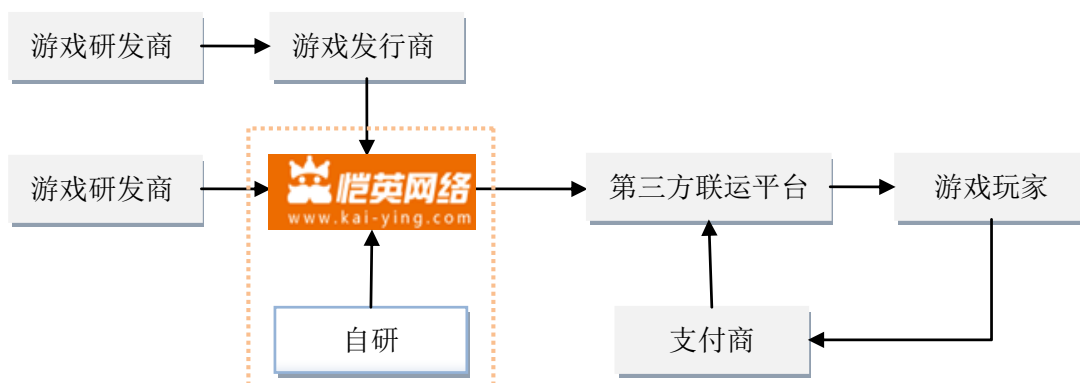 游戏研发商
游戏发行商
游戏研发商
恺英网络
www.kai-ying.com
第三方联运平台
游戏玩家
自研
支付商